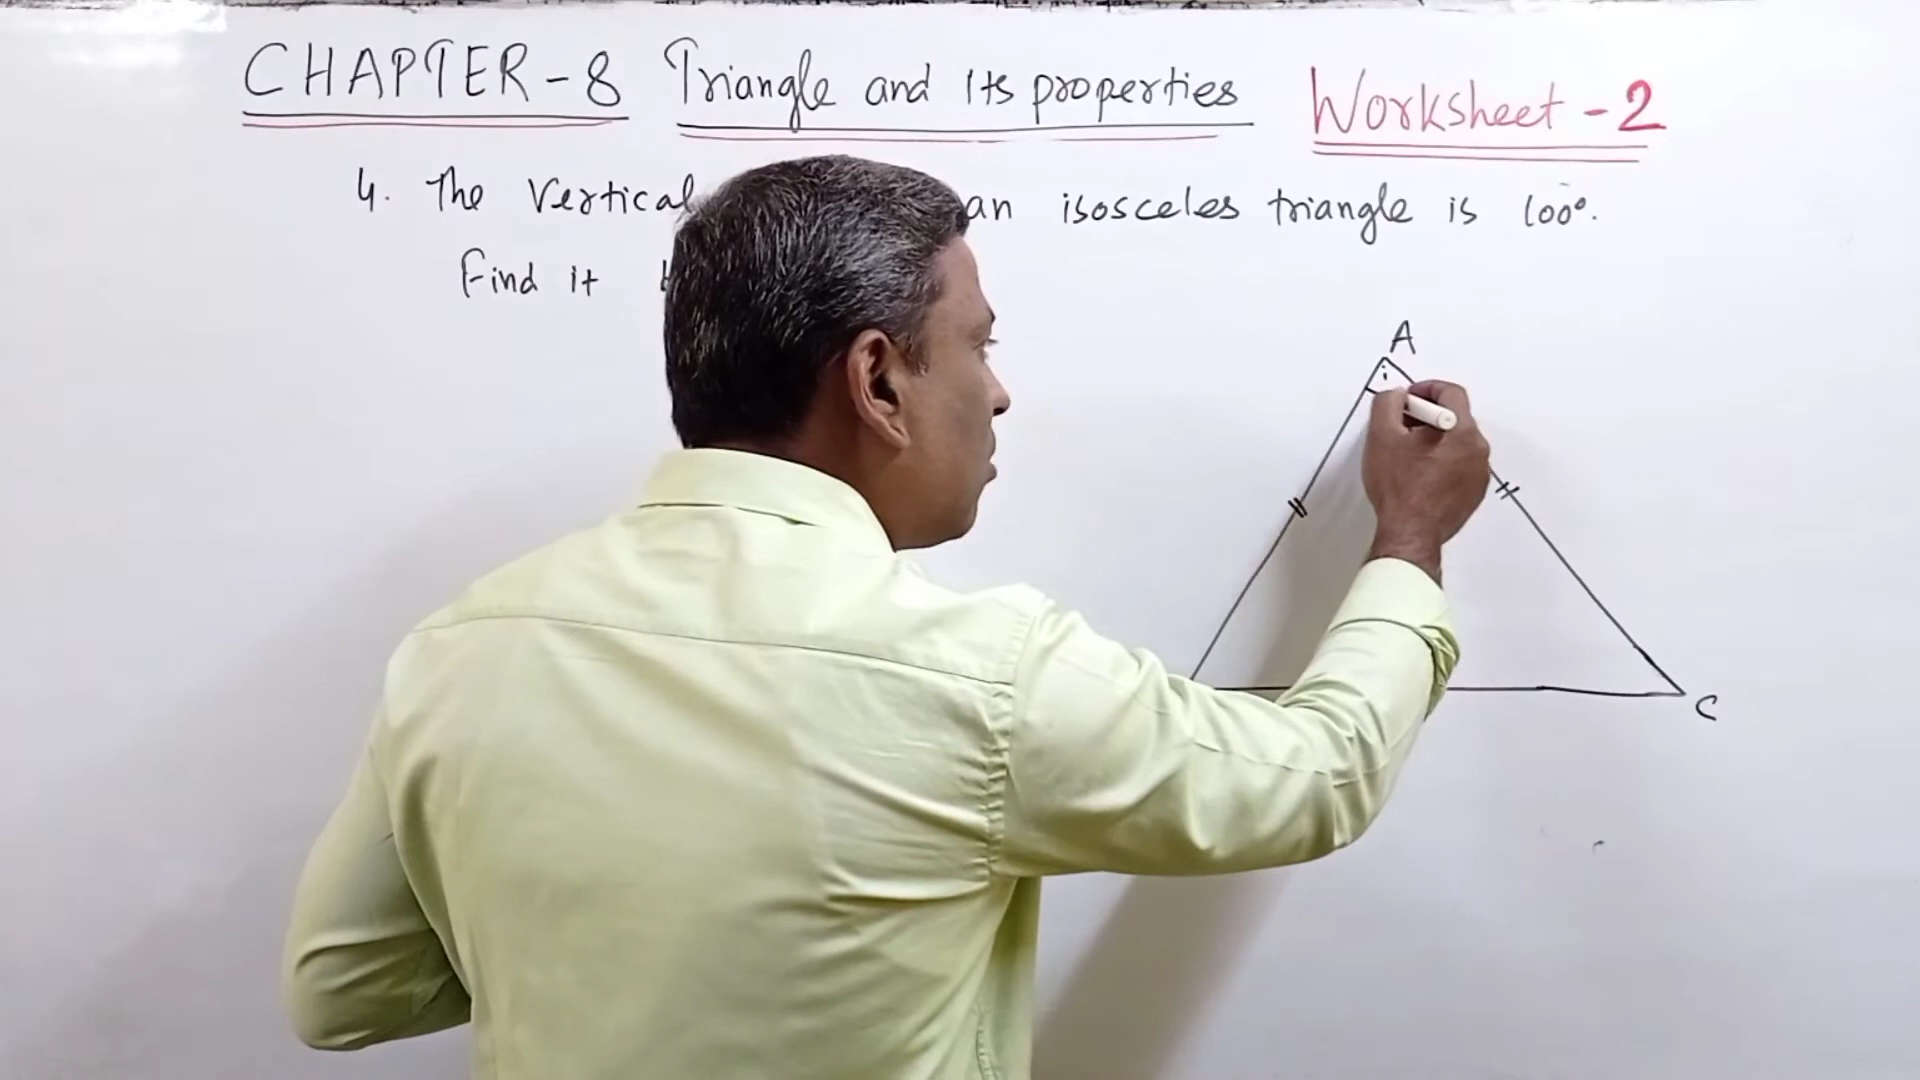 CHAPTER-8 Triangle and Its properties Worksheet-2
4. The Vertical an isosceles triangle is 100°.
Find it
A
C